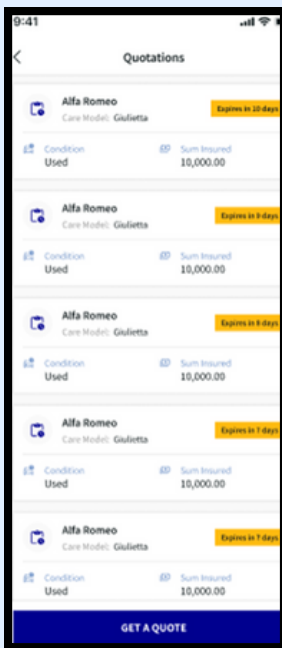 9:41
Quotations
Alfa Romeo
Expires in 10 days
Care Model: Giulietta
Condition Sum Insured
Used 10,000.00
Alfa Romeo
Expires in 9 days
Care Model: Giulietta
Condition Sum Insured
Used 10,000.00
Alfa Romeo
Expires in 8 days
Care Model: Giulietta
Condition Sum Insured
Used 10,000.00
Alfa Romeo
Expires in 7 days
Care Model: Giulietta
Condition Sum Insured
Used 10,000.00
Alfa Romeo
Expires in 7 days
Care Model: Giulietta
Condition Sum Insured
Used 10,000.00
GET A QUOTE